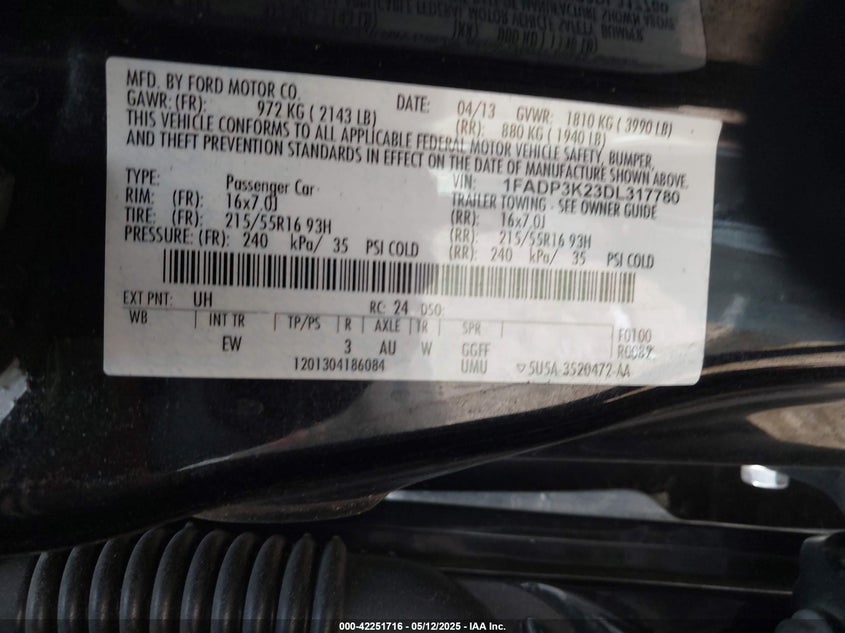 MFD. BY FORD MOTOR CO. DATE: 04/13 GVWR: 1810 KG ( 3990 LB)
GAWR: (FR): 972 KG ( 2143 LB) (RR): 880 KG ( 1940 LB)
THIS VEHICLE CONFORMS TO ALL APPLICABLE FEDERAL MOTOR VEHICLE SAFETY, BUMPER,
AND THEFT PREVENTION STANDARDS IN EFFECT ON THE DATE OF MANUFACTURE SHOWN ABOVE.
TYPE: Passenger Car VIN: 1FADP3K23DL317780
TRAILER TOWING - SEE OWNER GUIDE
RIM: (FR): 16x7.0J (RR): 16x7.0J
TIRE: (FR): 215/55R16 93H (RR): 215/55R16 93H
PRESSURE: (FR): 240 kPa/ 35 PSI COLD (RR): 240 kPa/ 35 PSI COLD
EXT PNT: UH RC: 24 DSO:
WB INT TR TP/PS R AXLE TR SPR F0100
EW 3 AU W GGFF R0082
1201304186084 UMU ▽5U5A-3520472-AA
000-42251716 - 05/12/2025 - IAA Inc.